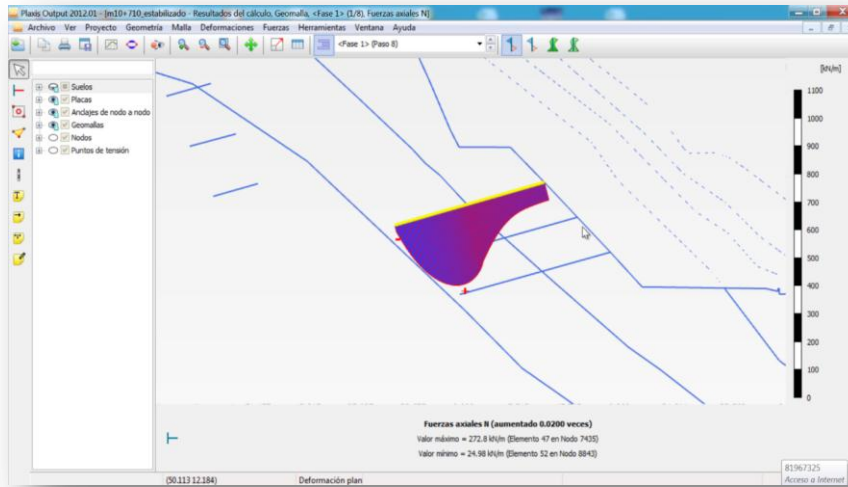 Plaxis Output 2012.01 - [m10+710_estabilizado - Resultados del cálculo, Geomalla, <Fase 1> (1/8), Fuerzas axiales N]
Archivo Ver Proyecto Geometría Malla Deformaciones Fuerzas Herramientas Ventana Ayuda
<Fase 1> (Paso 8)
[kN/m]
Suelos
Placas
Anclajes de nodo a nodo
Geomallas
Nodos
Puntos de tensión
1100
1000
900
800
700
600
500
400
300
200
100
0
Fuerzas axiales N (aumentado 0.0200 veces)
Valor máximo = 272.8 kN/m (Elemento 47 en Nodo 7435)
Valor mínimo = 24.98 kN/m (Elemento 52 en Nodo 8843)
(50.113 12.184) Deformación plan
81967325
Acceso a Internet